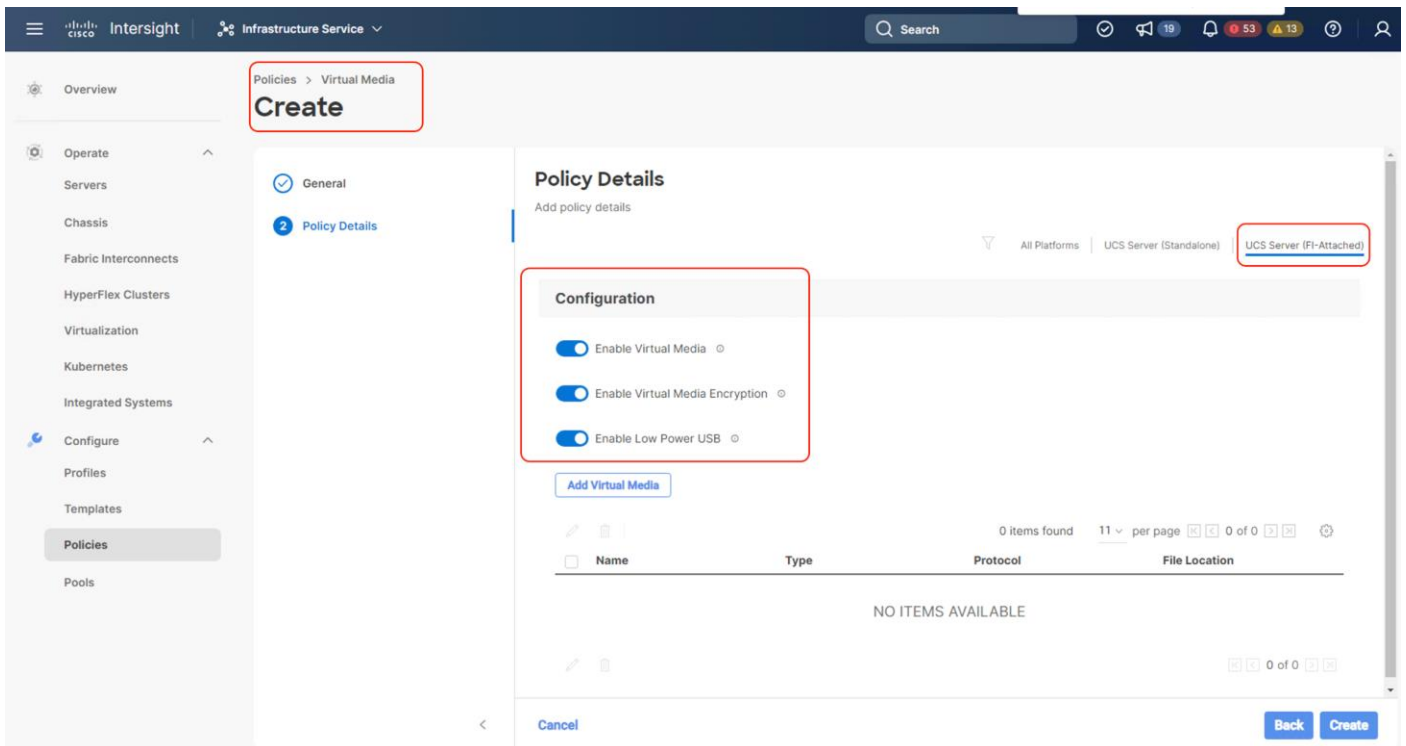 cisco Intersight Infrastructure Service Search 19 53 13
Overview
Operate
Servers
Chassis
Fabric Interconnects
HyperFlex Clusters
Virtualization
Kubernetes
Integrated Systems
Configure
Profiles
Templates
Policies
Pools
Policies > Virtual Media
Create
General
2 Policy Details
Policy Details
Add policy details
All Platforms | UCS Server (Standalone) | UCS Server (FI-Attached)
Configuration
Enable Virtual Media
Enable Virtual Media Encryption
Enable Low Power USB
Add Virtual Media
0 items found 11 per page 0 of 0
Name Type Protocol File Location
NO ITEMS AVAILABLE
0 of 0
Cancel Back Create